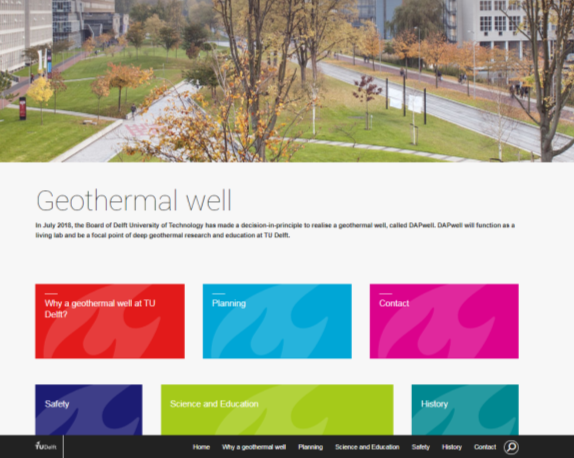 Geothermal well
In July 2018, the Board of Delft University of Technology has made a decision-in-principle to realise a geothermal well, called DAPwell. DAPwell will function as a
living lab and be a focal point of deep geothermal research and education at TU Delft.
Why a geothermal well at TU
Delft?
Planning
Contact
Safety
Science and Education
History
TUDelft
Home Why a geothermal well Planning Science and Education Safety History Contact